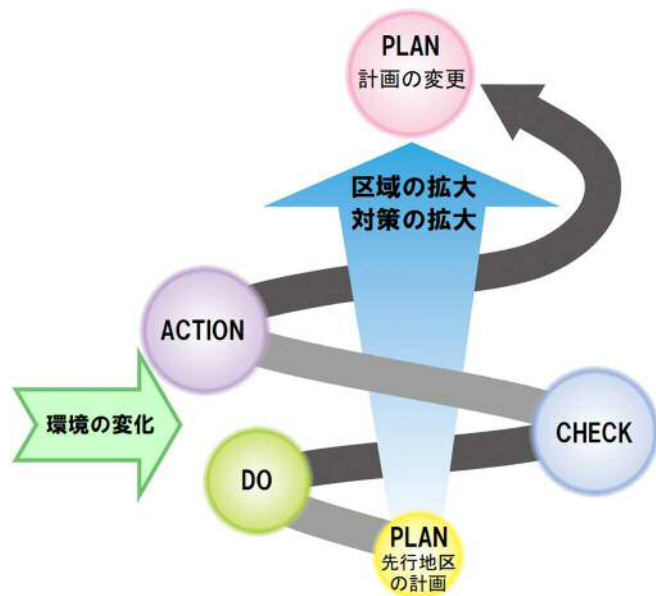 PLAN
計画の変更
区域の拡大
対策の拡大
ACTION
環境の変化
CHECK
DO
PLAN
先行地区
の計画